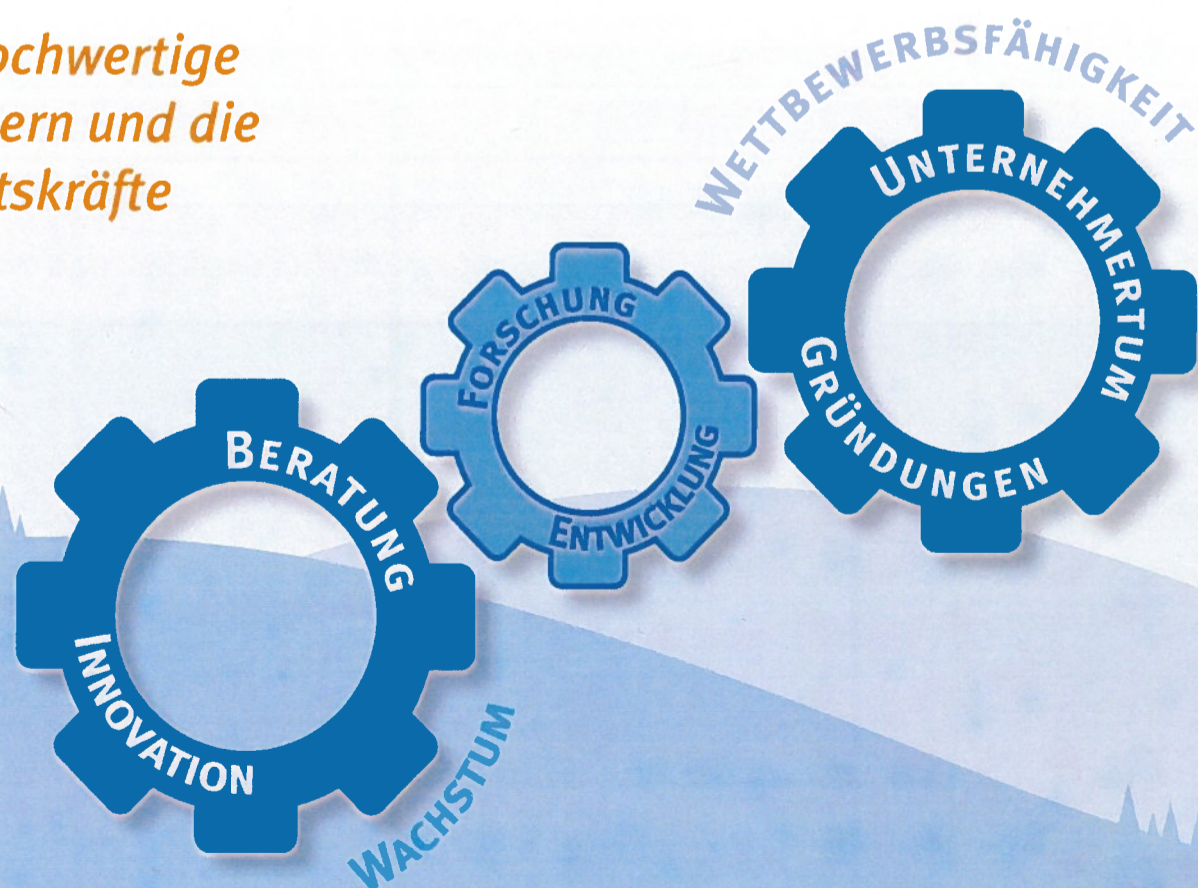 ochwertige
ern und die
tskräfte
WETTBEWERBSFÄHIGKEIT
UNTERNEHMERTUM
GRÜNDUNGEN
FORSCHUNG
ENTWICKLUNG
BERATUNG
INNOVATION
WACHSTUM